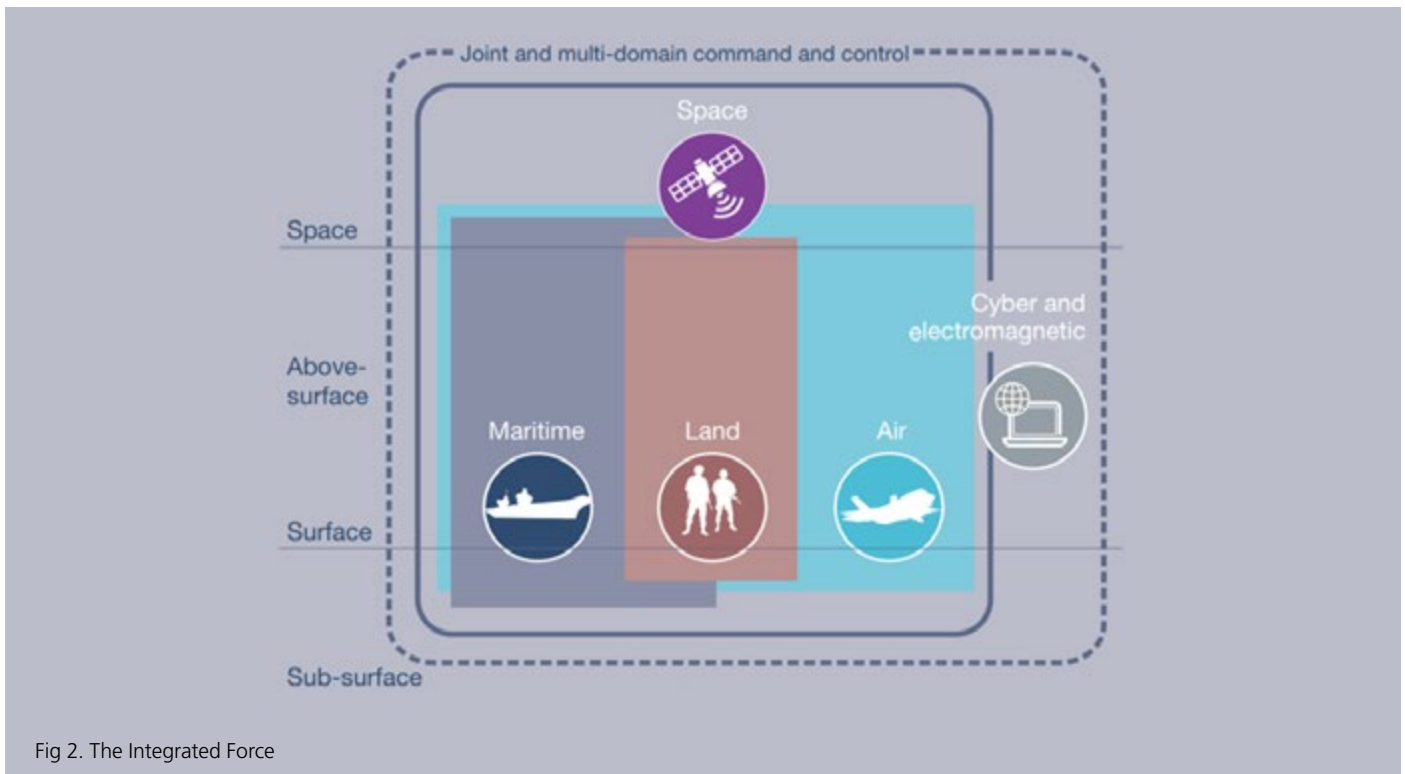 Joint and multi-domain command and control
Space
Space
Cyber and
electromagnetic
Above-
surface
Maritime
Land
Air
Surface
Sub-surface
Fig 2. The Integrated Force